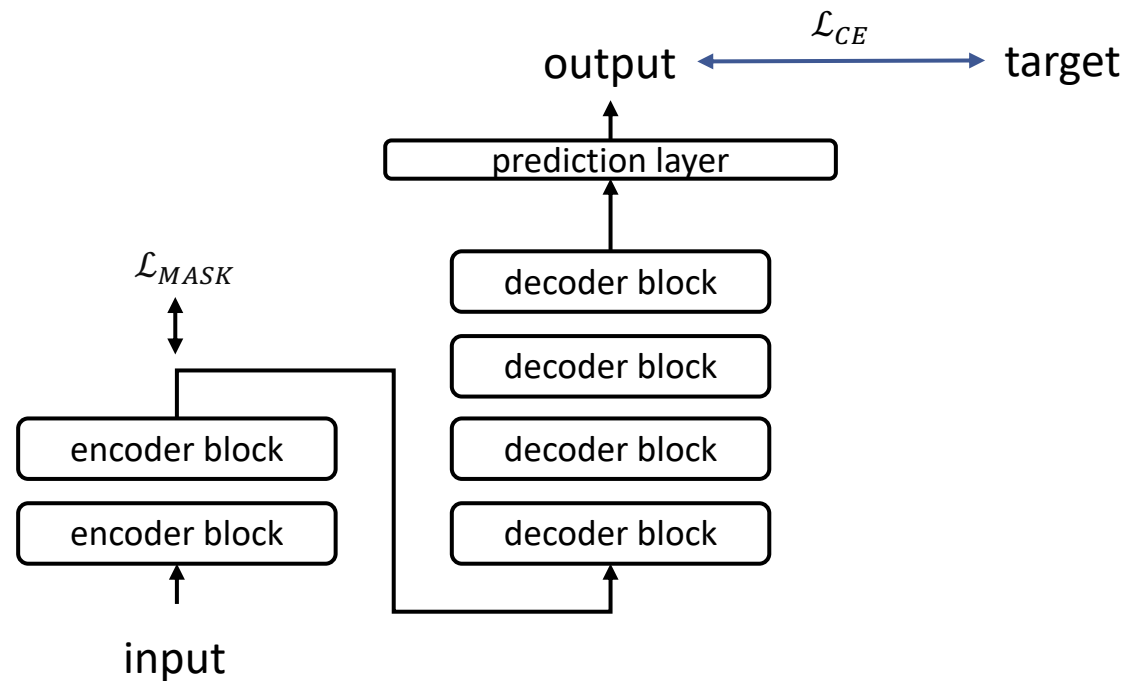 ℒ_CE
output
target
prediction layer
ℒ_MASK
decoder block
decoder block
encoder block
decoder block
encoder block
decoder block
input